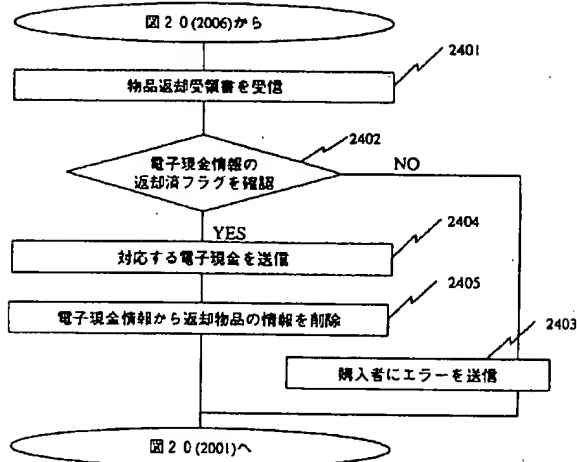 図２０(2006)から
2401
物品返却受領書を受信
2402
電子現金情報の
返却済フラグを確認
NO
YES
2404
対応する電子現金を送信
2405
電子現金情報から返却物品の情報を削除
2403
購入者にエラーを送信
図２０(2001)へ